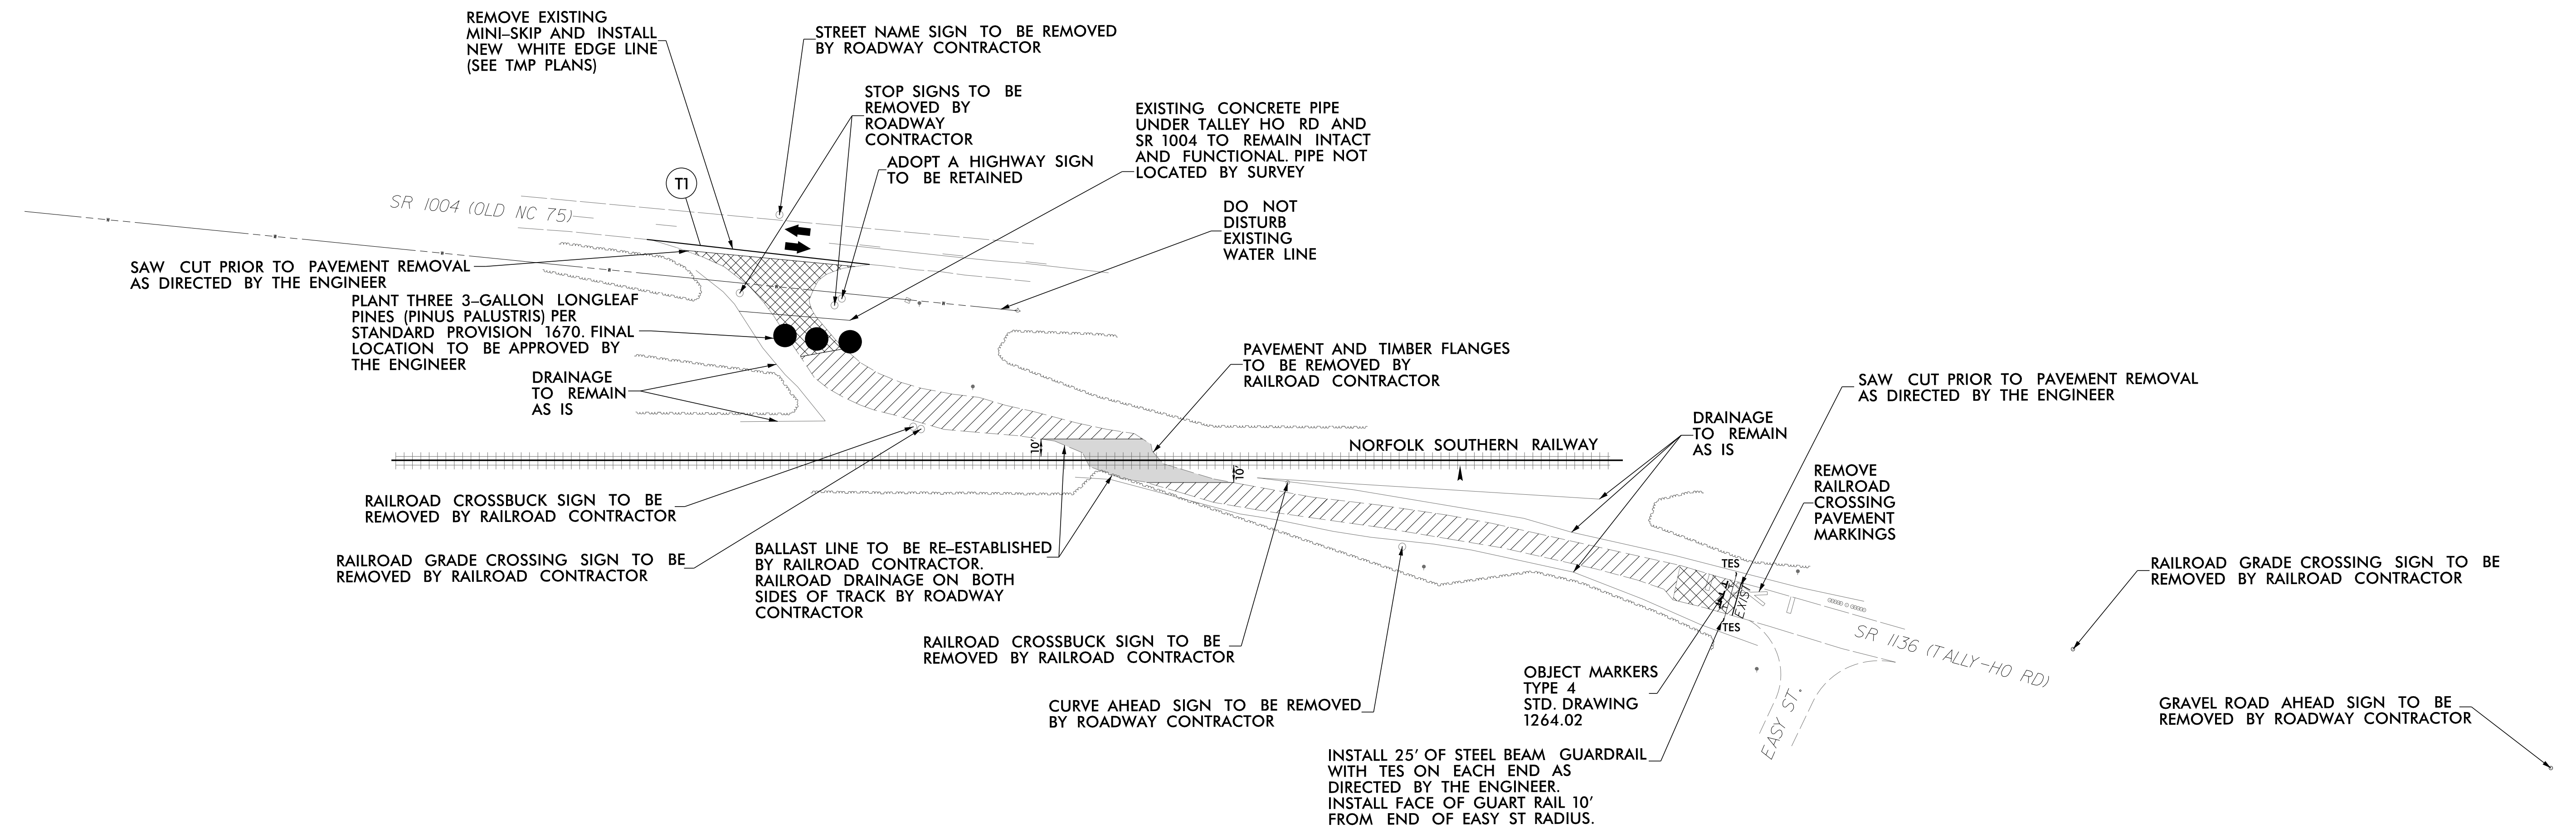 REMOVE EXISTING
MINI-SKIP AND INSTALL
NEW WHITE EDGE LINE
(SEE TMP PLANS)
STREET NAME SIGN TO BE REMOVED
BY ROADWAY CONTRACTOR
STOP SIGNS TO BE
REMOVED BY
ROADWAY
CONTRACTOR
ADOPT A HIGHWAY SIGN
TO BE RETAINED
EXISTING CONCRETE PIPE
UNDER TALLEY HO RD AND
SR 1004 TO REMAIN INTACT
AND FUNCTIONAL. PIPE NOT
LOCATED BY SURVEY
T1
SR 1004 (OLD NC 75)
DO NOT
DISTURB
EXISTING
WATER LINE
SAW CUT PRIOR TO PAVEMENT REMOVAL
AS DIRECTED BY THE ENGINEER
PLANT THREE 3-GALLON LONGLEAF
PINES (PINUS PALUSTRIS) PER
STANDARD PROVISION 1670. FINAL
LOCATION TO BE APPROVED BY
THE ENGINEER
DRAINAGE
TO REMAIN
AS IS
PAVEMENT AND TIMBER FLANGES
TO BE REMOVED BY
RAILROAD CONTRACTOR
SAW CUT PRIOR TO PAVEMENT REMOVAL
AS DIRECTED BY THE ENGINEER
DRAINAGE
TO REMAIN
AS IS
NORFOLK SOUTHERN RAILWAY
10'
10'
REMOVE
RAILROAD
CROSSING
PAVEMENT
MARKINGS
RAILROAD CROSSBUCK SIGN TO BE
REMOVED BY RAILROAD CONTRACTOR
RAILROAD GRADE CROSSING SIGN TO BE
REMOVED BY RAILROAD CONTRACTOR
BALLAST LINE TO BE RE-ESTABLISHED
BY RAILROAD CONTRACTOR.
RAILROAD DRAINAGE ON BOTH
SIDES OF TRACK BY ROADWAY
CONTRACTOR
RAILROAD GRADE CROSSING SIGN TO BE
REMOVED BY RAILROAD CONTRACTOR
TES
EXIST
TES
SR 1136 (TALLY-HO RD)
RAILROAD CROSSBUCK SIGN TO BE
REMOVED BY RAILROAD CONTRACTOR
OBJECT MARKERS
TYPE 4
STD. DRAWING
1264.02
CURVE AHEAD SIGN TO BE REMOVED
BY ROADWAY CONTRACTOR
EASY ST.
GRAVEL ROAD AHEAD SIGN TO BE
REMOVED BY ROADWAY CONTRACTOR
INSTALL 25' OF STEEL BEAM GUARDRAIL
WITH TES ON EACH END AS
DIRECTED BY THE ENGINEER.
INSTALL FACE OF GUART RAIL 10'
FROM END OF EASY ST RADIUS.